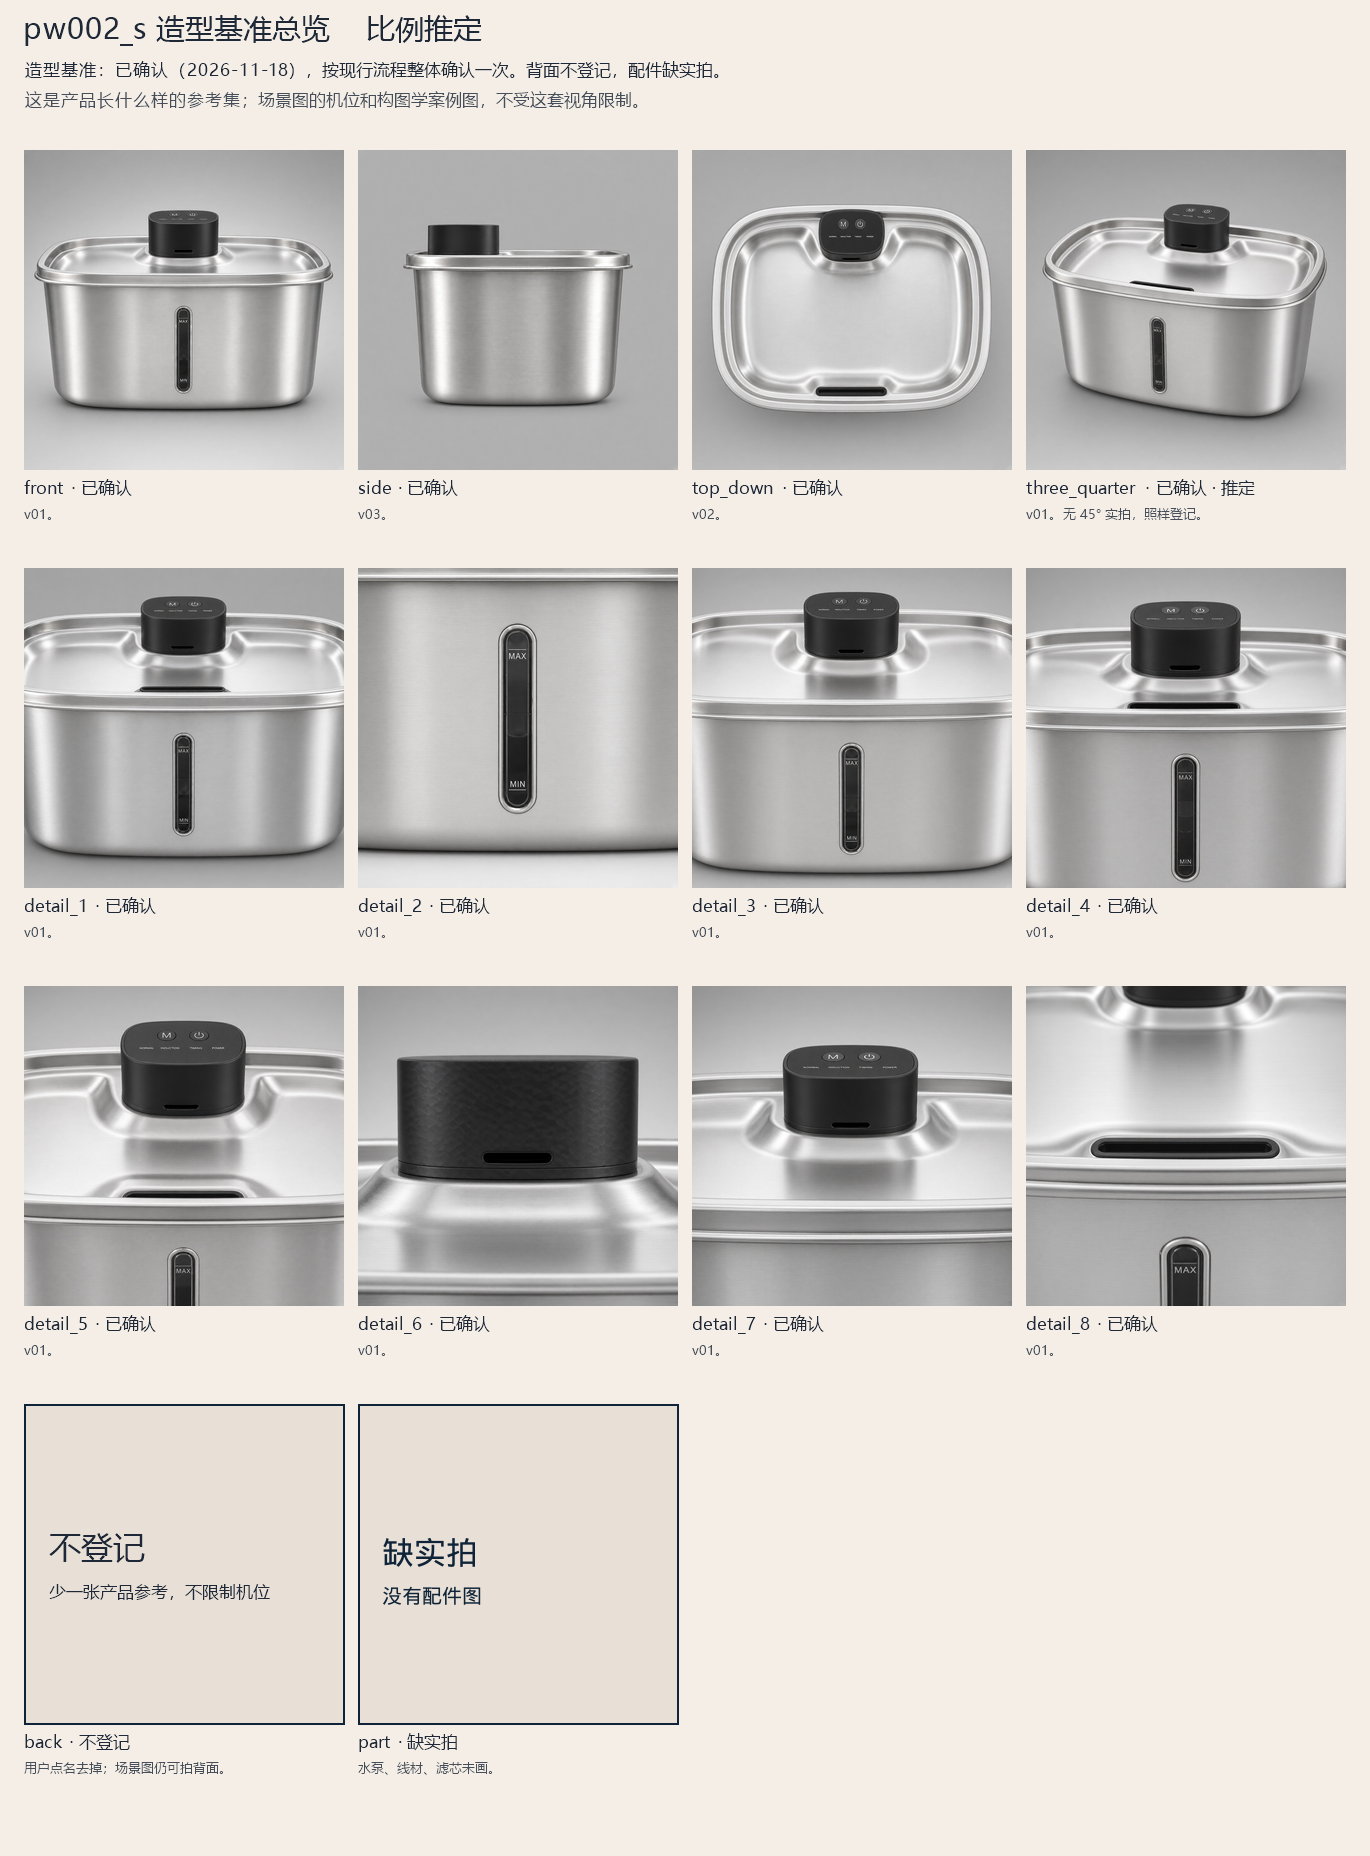 pw002_s 造型基准总览 比例推定
造型基准：已确认（2026-11-18），按现行流程整体确认一次。背面不登记，配件缺实拍。
这是产品长什么样的参考集；场景图的机位和构图学案例图，不受这套视角限制。
M
MAX
MIN
M
M
front · 已确认
v01。
side · 已确认
v03。
top_down · 已确认
v02。
three_quarter · 已确认 · 推定
v01。无 45° 实拍，照样登记。
M
MAX
MIN
MAX
MIN
M
MAX
MIN
M
MAX
MIN
detail_1 · 已确认
v01。
detail_2 · 已确认
v01。
detail_3 · 已确认
v01。
detail_4 · 已确认
v01。
M
MAX
M
MAX
detail_5 · 已确认
v01。
detail_6 · 已确认
v01。
detail_7 · 已确认
v01。
detail_8 · 已确认
v01。
不登记
少一张产品参考，不限制机位
缺实拍
没有配件图
back · 不登记
用户点名去掉；场景图仍可拍背面。
part · 缺实拍
水泵、线材、滤芯未画。